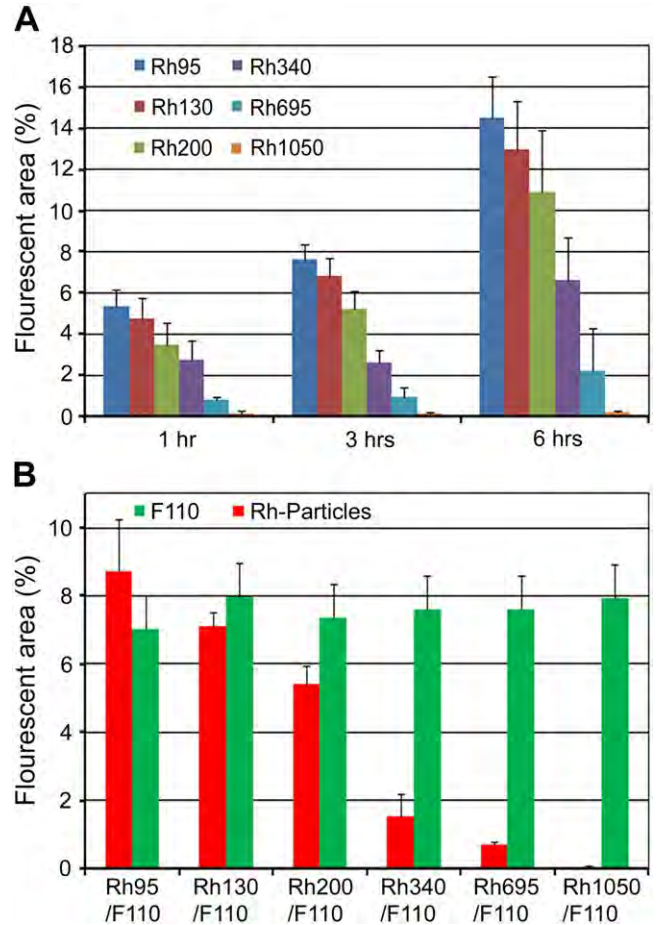 A
Flourescent area (%)
18
16
14
12
10
8
6
4
2
0
Rh95
Rh340
Rh130
Rh695
Rh200
Rh1050
1 hr
3 hrs
6 hrs
B
Flourescent area (%)
10
8
6
4
2
0
F110
Rh-Particles
Rh95 Rh130 Rh200 Rh340 Rh695 Rh1050
/F110 /F110 /F110 /F110 /F110 /F110